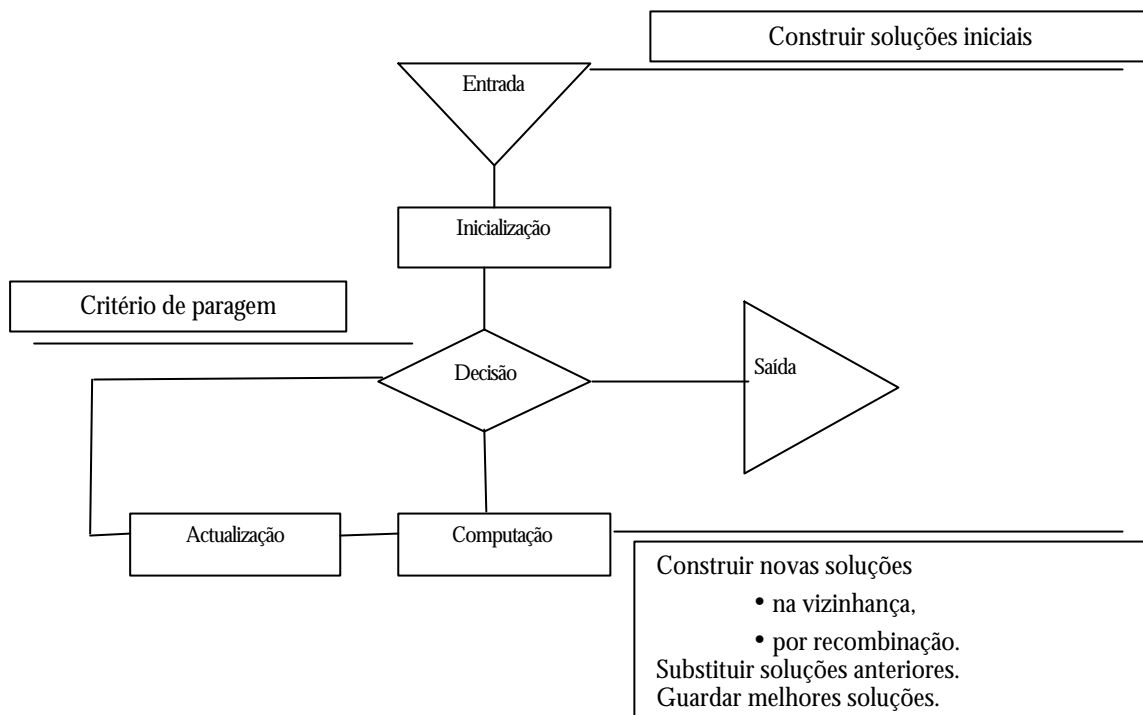 Construir soluções iniciais
Entrada
Inicialização
Critério de paragem
Decisão
Saída
Actualização
Computação
Construir novas soluções
• na vizinhança,
• por recombinação.
Substituir soluções anteriores.
Guardar melhores soluções.